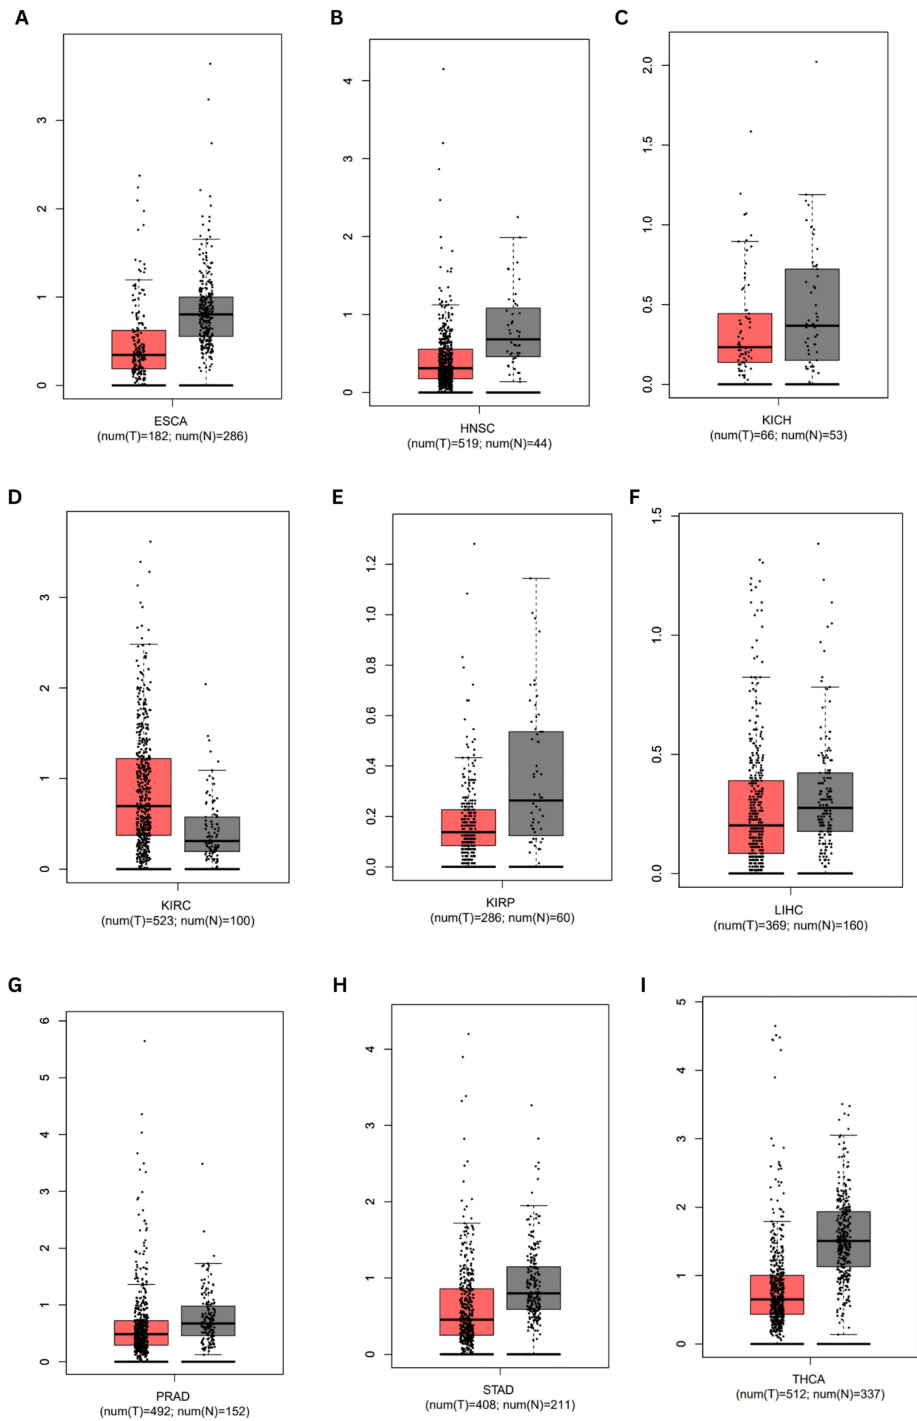 A
B
C
3
2
1
0
ESCA
(num(T)=182; num(N)=286)
4
3
2
1
0
HNSC
(num(T)=519; num(N)=44)
2.0
1.5
1.0
0.5
0.0
KICH
(num(T)=66; num(N)=53)
D
E
F
3
2
1
0
KIRC
(num(T)=523; num(N)=100)
1.2
1.0
0.8
0.6
0.4
0.2
0.0
KIRP
(num(T)=286; num(N)=60)
1.5
1.0
0.5
0.0
LIHC
(num(T)=369; num(N)=160)
G
H
I
6
5
4
3
2
1
0
PRAD
(num(T)=492; num(N)=152)
4
3
2
1
0
STAD
(num(T)=408; num(N)=211)
5
4
3
2
1
0
THCA
(num(T)=512; num(N)=337)